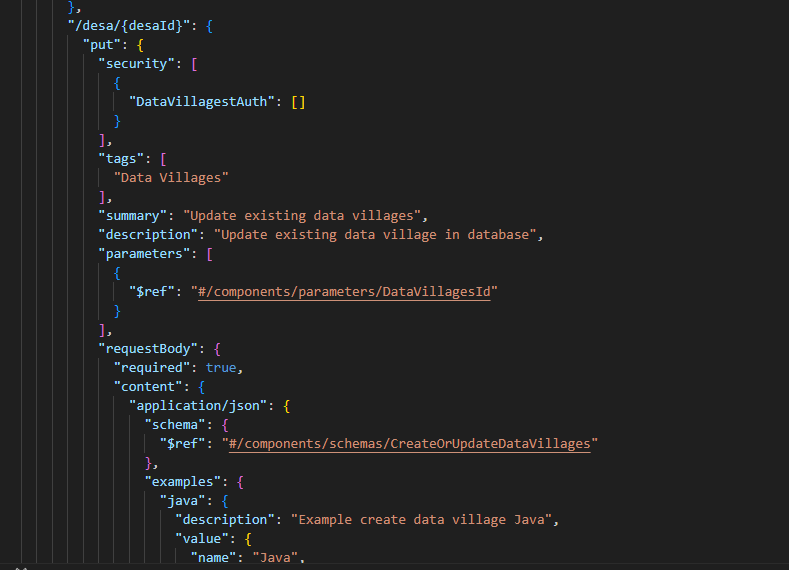 },
"/desa/{desaId}": {
"put": {
"security": [
{
"DataVillagestAuth": []
}
],
"tags": [
"Data Villages"
],
"summary": "Update existing data villages",
"description": "Update existing data village in database",
"parameters": [
{
"$ref": "#/components/parameters/DataVillagesId"
}
],
"requestBody": {
"required": true,
"content": {
"application/json": {
"schema": {
"$ref": "#/components/schemas/CreateOrUpdateDataVillages"
},
"examples": {
"java": {
"description": "Example create data village Java",
"value": {
"name": "Java",